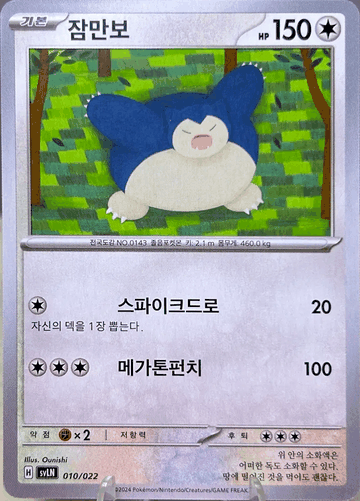 기본 잠만보 HP 150
전국도감 NO.0143 졸음포켓몬 키: 2.1 m 몸무게: 460.0 kg
스파이크드로 20
자신의 덱을 1장 뽑는다.
메가톤펀치 100
약점 ×2 저항력 후퇴
Illus. Ounishi
H svLN 010/022
위 안의 소화액은
어떠한 독도 소화할 수 있다.
땅에 떨어진 것을 먹어도 괜찮다.
©2024 Pokémon/Nintendo/Creatures/GAME FREAK.